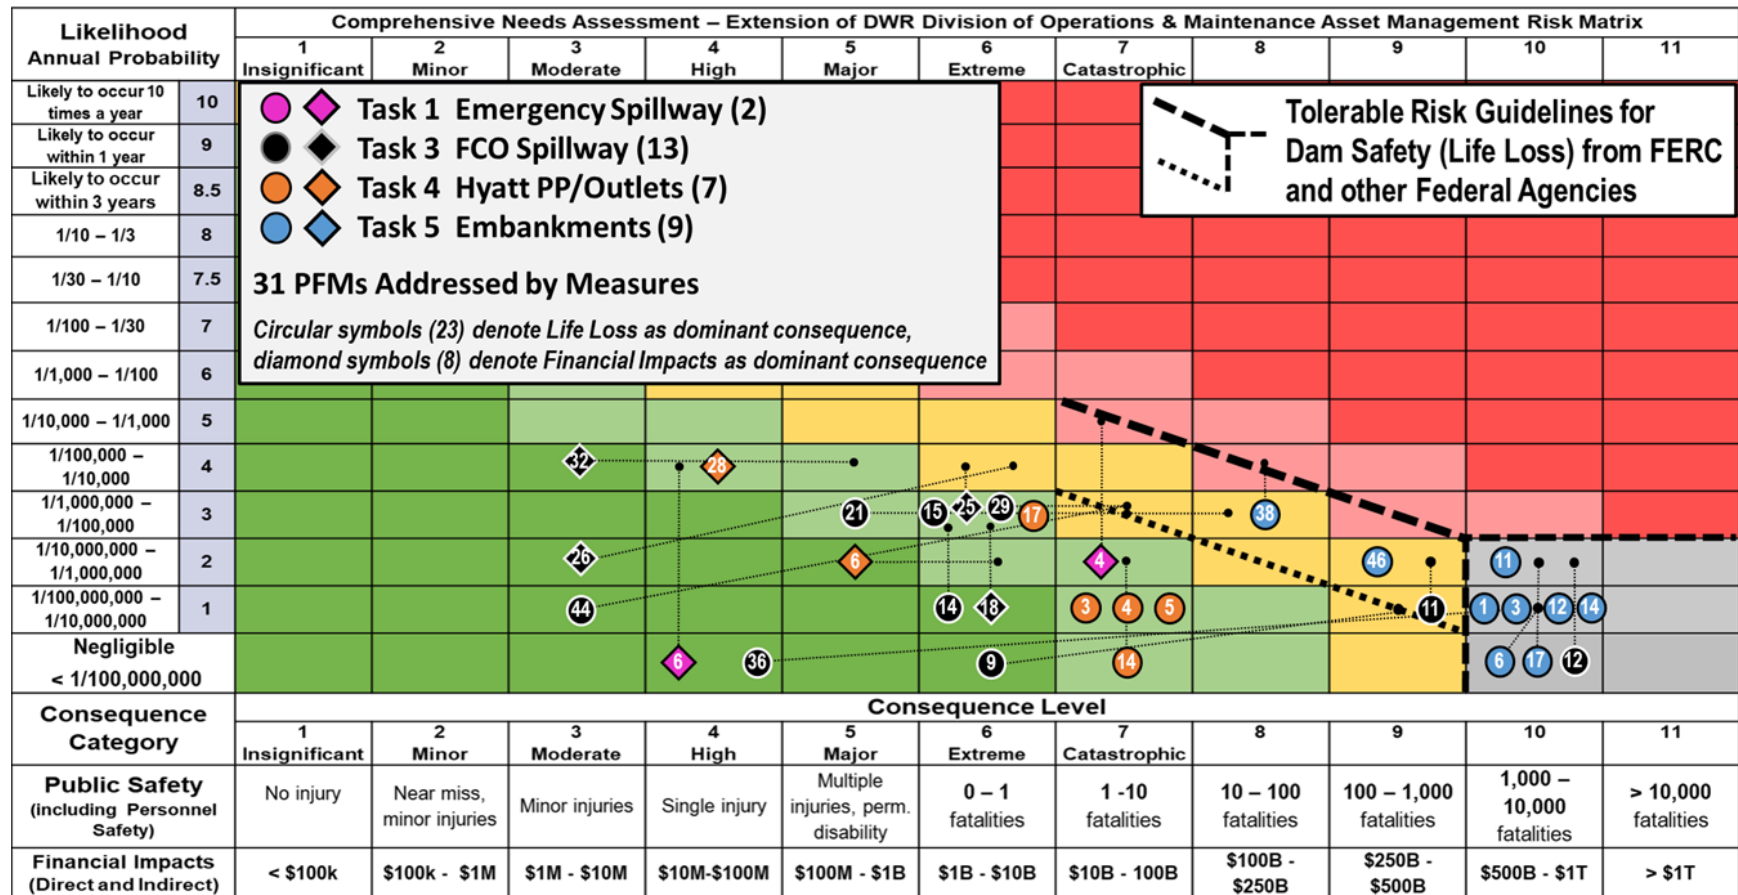 Likelihood
Annual Probability
Comprehensive Needs Assessment – Extension of DWR Division of Operations & Maintenance Asset Management Risk Matrix
1 2 3 4 5 6 7 8 9 10 11
Insignificant Minor Moderate High Major Extreme Catastrophic
Likely to occur 10
times a year
10
Likely to occur
within 1 year
9
Likely to occur
within 3 years
8.5
1/10 – 1/3
8
1/30 – 1/10
7.5
1/100 – 1/30
7
1/1,000 – 1/100
6
1/10,000 – 1/1,000
5
1/100,000 –
1/10,000
4
1/1,000,000 –
1/100,000
3
1/10,000,000 –
1/1,000,000
2
1/100,000,000 –
1/10,000,000
1
Negligible
< 1/100,000,000
Task 1 Emergency Spillway (2)
Task 3 FCO Spillway (13)
Task 4 Hyatt PP/Outlets (7)
Task 5 Embankments (9)
31 PFMs Addressed by Measures
Circular symbols (23) denote Life Loss as dominant consequence,
diamond symbols (8) denote Financial Impacts as dominant consequence
Tolerable Risk Guidelines for
Dam Safety (Life Loss) from FERC
and other Federal Agencies
32 28
21 15 25 29 17 38
26 6 4 46 11
44 14 18 3 4 5 11 1 3 12 14
6 36 9 14 6 17 12
Consequence
Category
Consequence Level
1 2 3 4 5 6 7 8 9 10 11
Insignificant Minor Moderate High Major Extreme Catastrophic
Public Safety
(including Personnel
Safety)
No injury
Near miss,
minor injuries
Minor injuries
Single injury
Multiple
injuries, perm.
disability
0 – 1
fatalities
1 -10
fatalities
10 – 100
fatalities
100 – 1,000
fatalities
1,000 –
10,000
fatalities
> 10,000
fatalities
Financial Impacts
(Direct and Indirect)
< $100k
$100k - $1M
$1M - $10M
$10M-$100M
$100M - $1B
$1B - $10B
$10B - 100B
$100B -
$250B
$250B -
$500B
$500B - $1T
> $1T